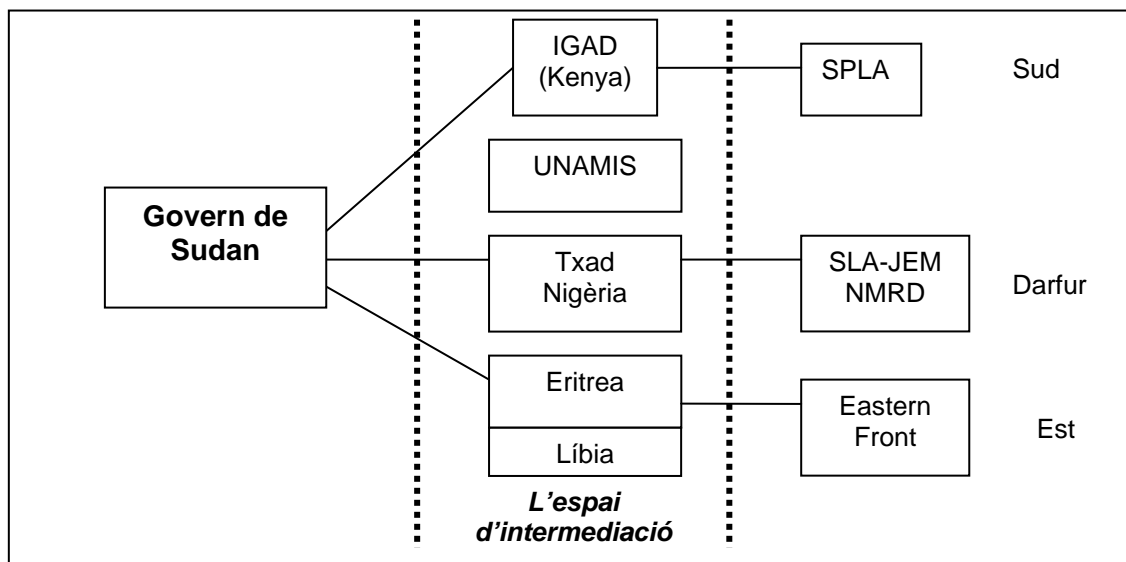 IGAD
(Kenya)
SPLA
Sud
UNAMIS
Govern de
Sudan
Txad
Nigèria
SLA-JEM
NMRD
Darfur
Eritrea
Líbia
Eastern
Front
Est
L’espai
d’intermediació